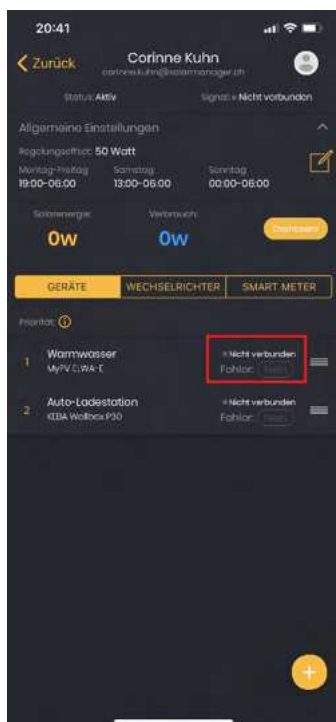 20:41
Zurück
Corinne Kuhn
corinne.kuhn@solarmanager.ch
Status: Aktiv
Signal: Nicht verbunden
Allgemeine Einstellungen
50 Watt
Montag-Freitag Samstag Sonntag
19:00-06:00 13:00-06:00 00:00-06:00
Solarenergie: Verbrauch:
0w 0w
GERÄTE WECHSELRICHTER SMART METER
Priorität:
1 Warmwasser Nicht verbunden
MyPV ELWA-E Fehler: Nein
2 Auto-Ladestation Nicht verbunden
KEBA Wallbox P30 Fehler: Nein
+